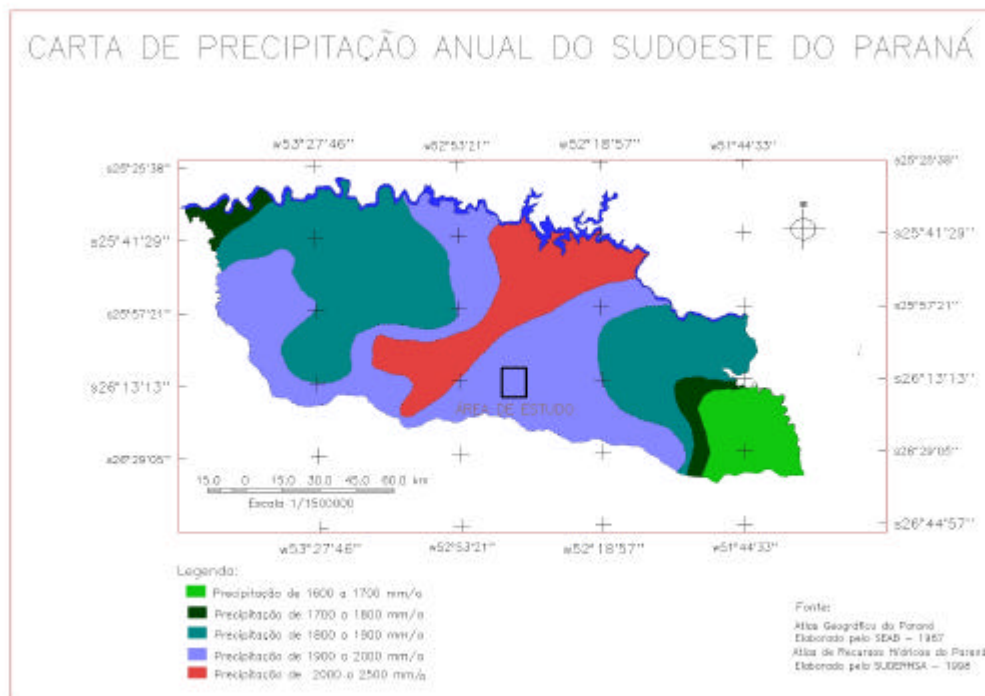 CARTA DE PRECIPITAÇÃO ANUAL DO SUDOESTE DO PARANÁ
w53°27'46" w52°53'21" w52°18'57" w51°44'33"
s25°25'38" s25°25'38"
s25°41'29" s25°41'29"
s25°57'21" s25°57'21"
s26°13'13" s26°13'13"
ÁREA DE ESTUDO
s26°29'05" s26°29'05"
15.0 0 15.0 30.0 45.0 60.0 km
Escala 1/1500000
s26°44'57"
w53°27'46" w52°53'21" w52°18'57" w51°44'33"
Legenda:
Precipitação de 1600 a 1700 mm/a
Precipitação de 1700 a 1800 mm/a
Precipitação de 1800 a 1900 mm/a
Precipitação de 1900 a 2000 mm/a
Precipitação de 2000 a 2500 mm/a
Fonte:
Atlas Geográfico do Paraná
Elaborado pelo SEAB - 1987
Atlas de Recursos Hídricos do Paraná
Elaborado pelo - 1998